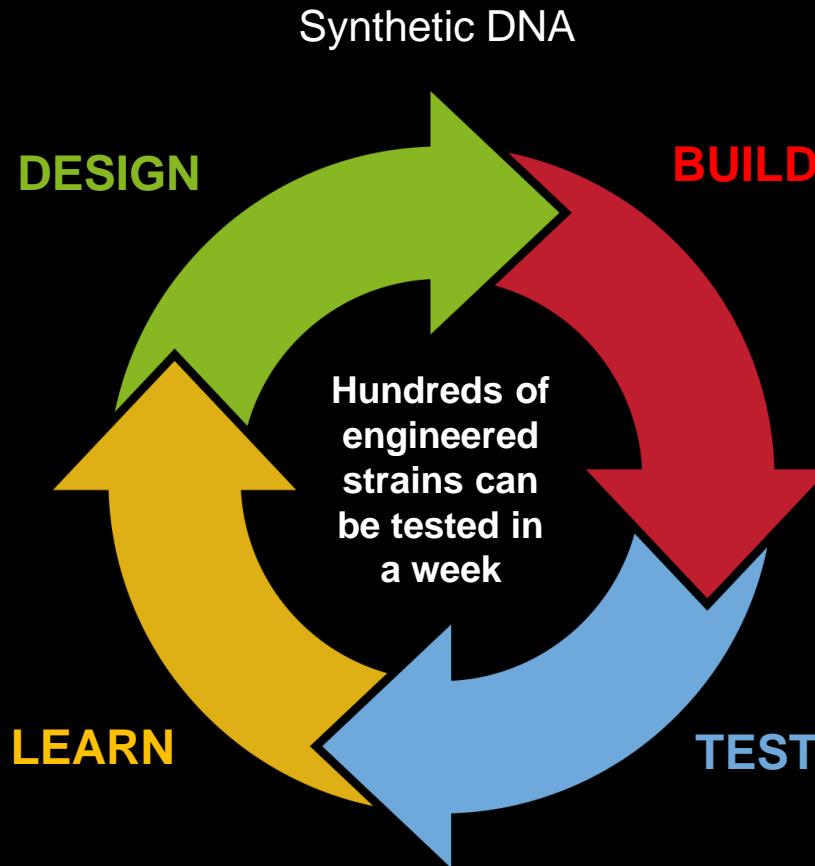 Synthetic DNA
DESIGN
BUILD
Hundreds of
engineered
strains can
be tested in
a week
LEARN
TEST